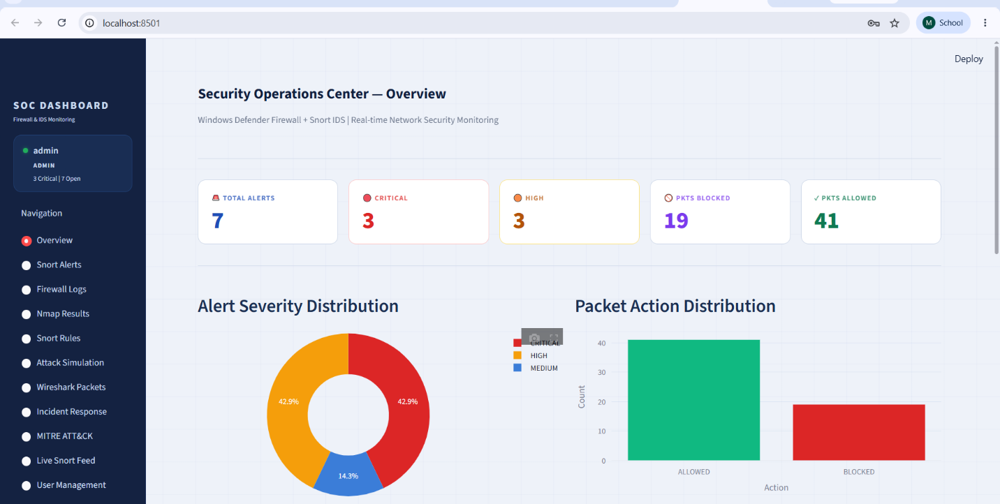 localhost:8501
M School
Deploy
SOC DASHBOARD
Firewall & IDS Monitoring
admin
ADMIN
3 Critical | 7 Open
Navigation
Overview
Snort Alerts
Firewall Logs
Nmap Results
Snort Rules
Attack Simulation
Wireshark Packets
Incident Response
MITRE ATT&CK
Live Snort Feed
User Management
Security Operations Center — Overview
Windows Defender Firewall + Snort IDS | Real-time Network Security Monitoring
TOTAL ALERTS
7
CRITICAL
3
HIGH
3
PKTS BLOCKED
19
✓ PKTS ALLOWED
41
Alert Severity Distribution
42.9%
42.9%
14.3%
CRITICAL
HIGH
MEDIUM
Packet Action Distribution
Count
40
30
20
10
0
ALLOWED
BLOCKED
Action